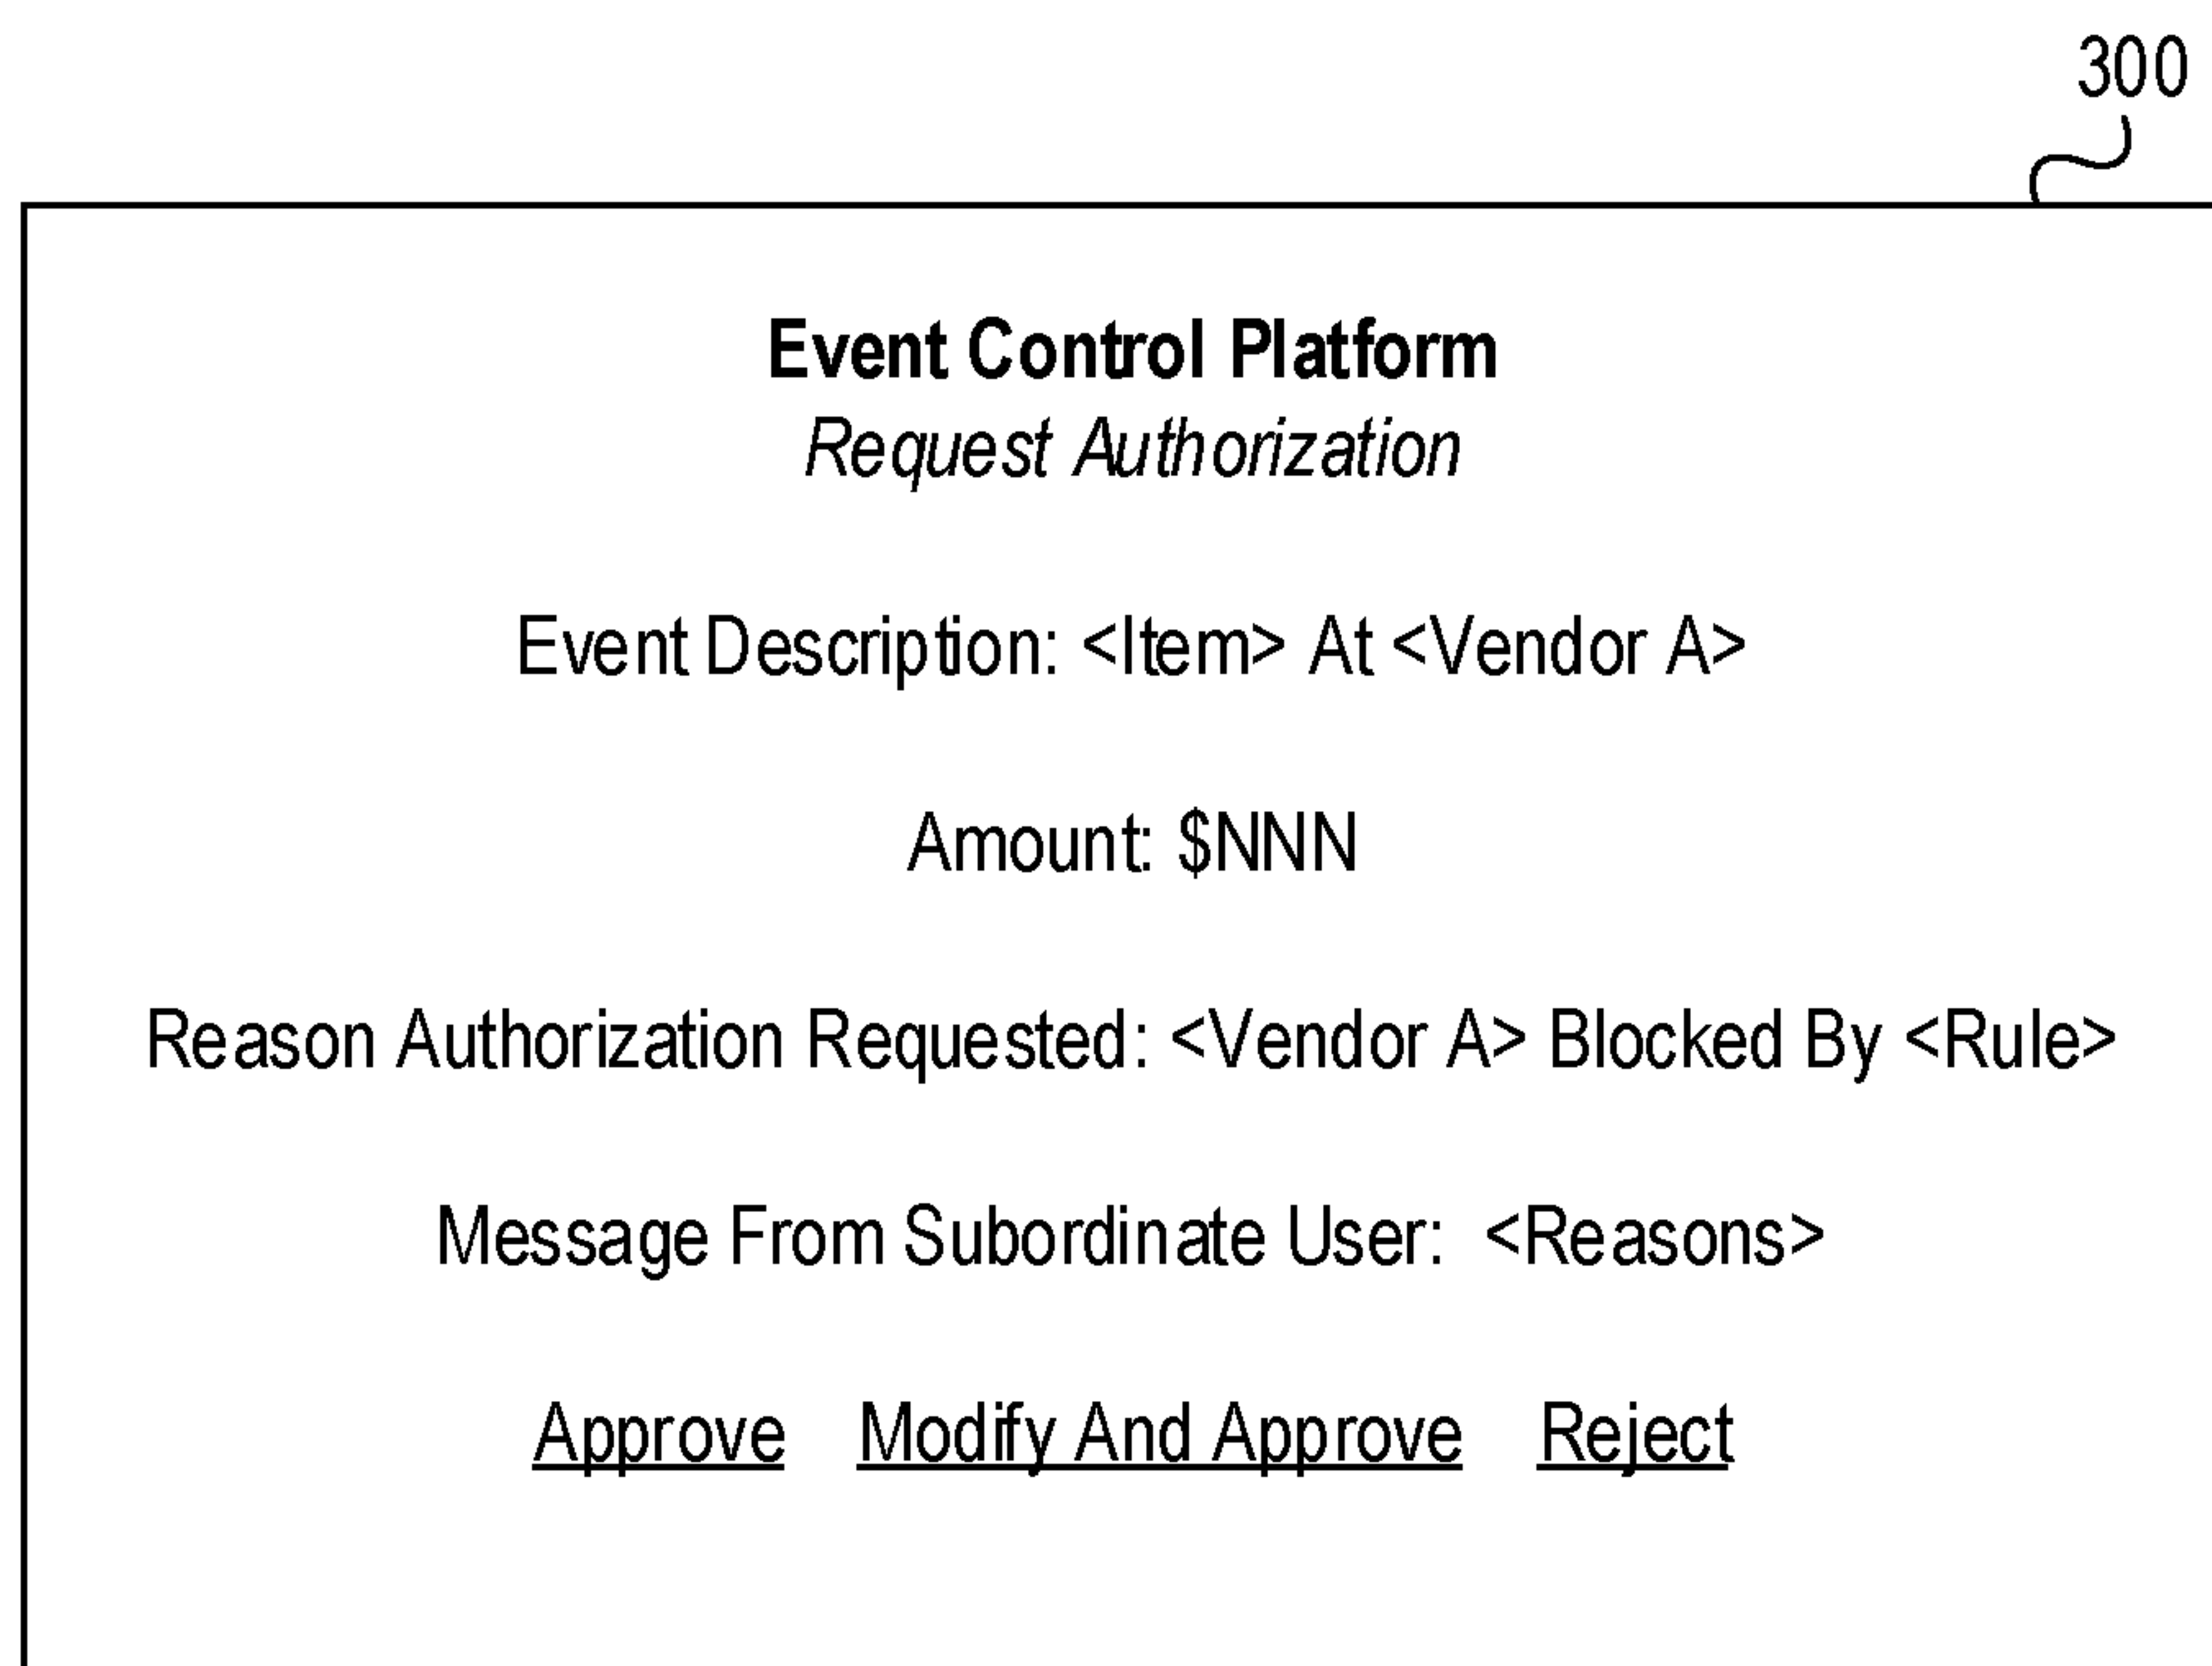 300
Event Control Platform
Request Authorization
Event Description: <Item> At <Vendor A>
Amount: $NNN
Reason Authorization Requested: <Vendor A> Blocked By <Rule>
Message From Subordinate User: <Reasons>
Approve Modify And Approve Reject